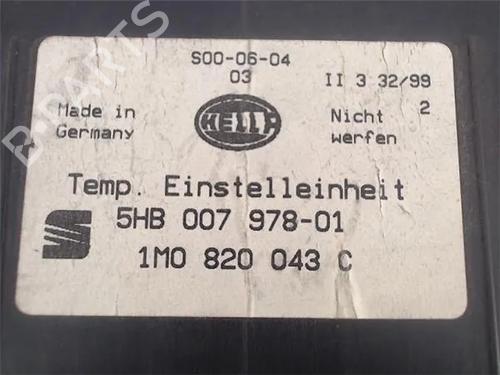 S00-06-04
03
II 3 32/99
Made in
Germany
HELLA
Nicht 2
werfen
Temp. Einstelleinheit
5HB 007 978-01
1M0 820 043 C
B-PARTS